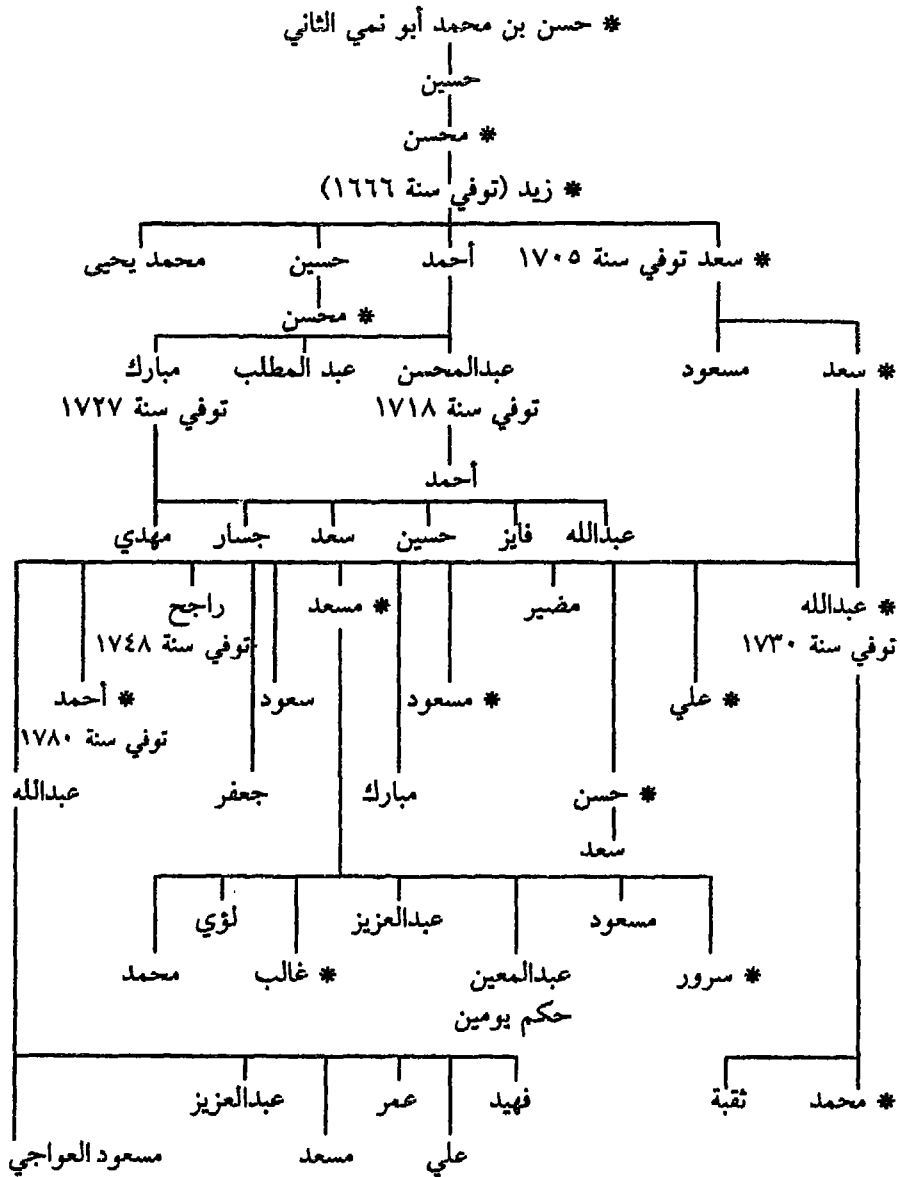 * حسن بن محمد أبو نمي الثاني
حسين
* محسن
* زيد (توفي سنة ١٦٦٦)
* سعد توفي سنة ١٧٠٥ أحمد حسين محمد يحيى
* محسن
* سعد مسعود عبدالمحسن عبد المطلب مبارك
توفي سنة ١٧١٨ توفي سنة ١٧٢٧
أحمد
عبدالله فايز حسين سعد جسار مهدي
* عبدالله مضير * مسعد راجح
توفي سنة ١٧٣٠ توفي سنة ١٧٤٨
* علي * مسعود سعود * أحمد
توفي سنة ١٧٨٠
* حسن مبارك جعفر عبدالله
سعد
مسعود عبدالعزيز لؤي
* سرور عبدالمعين * غالب محمد
حكم يومين
* محمد ثقبة فهيد عمر عبدالعزيز
علي مسعد مسعود العواجي